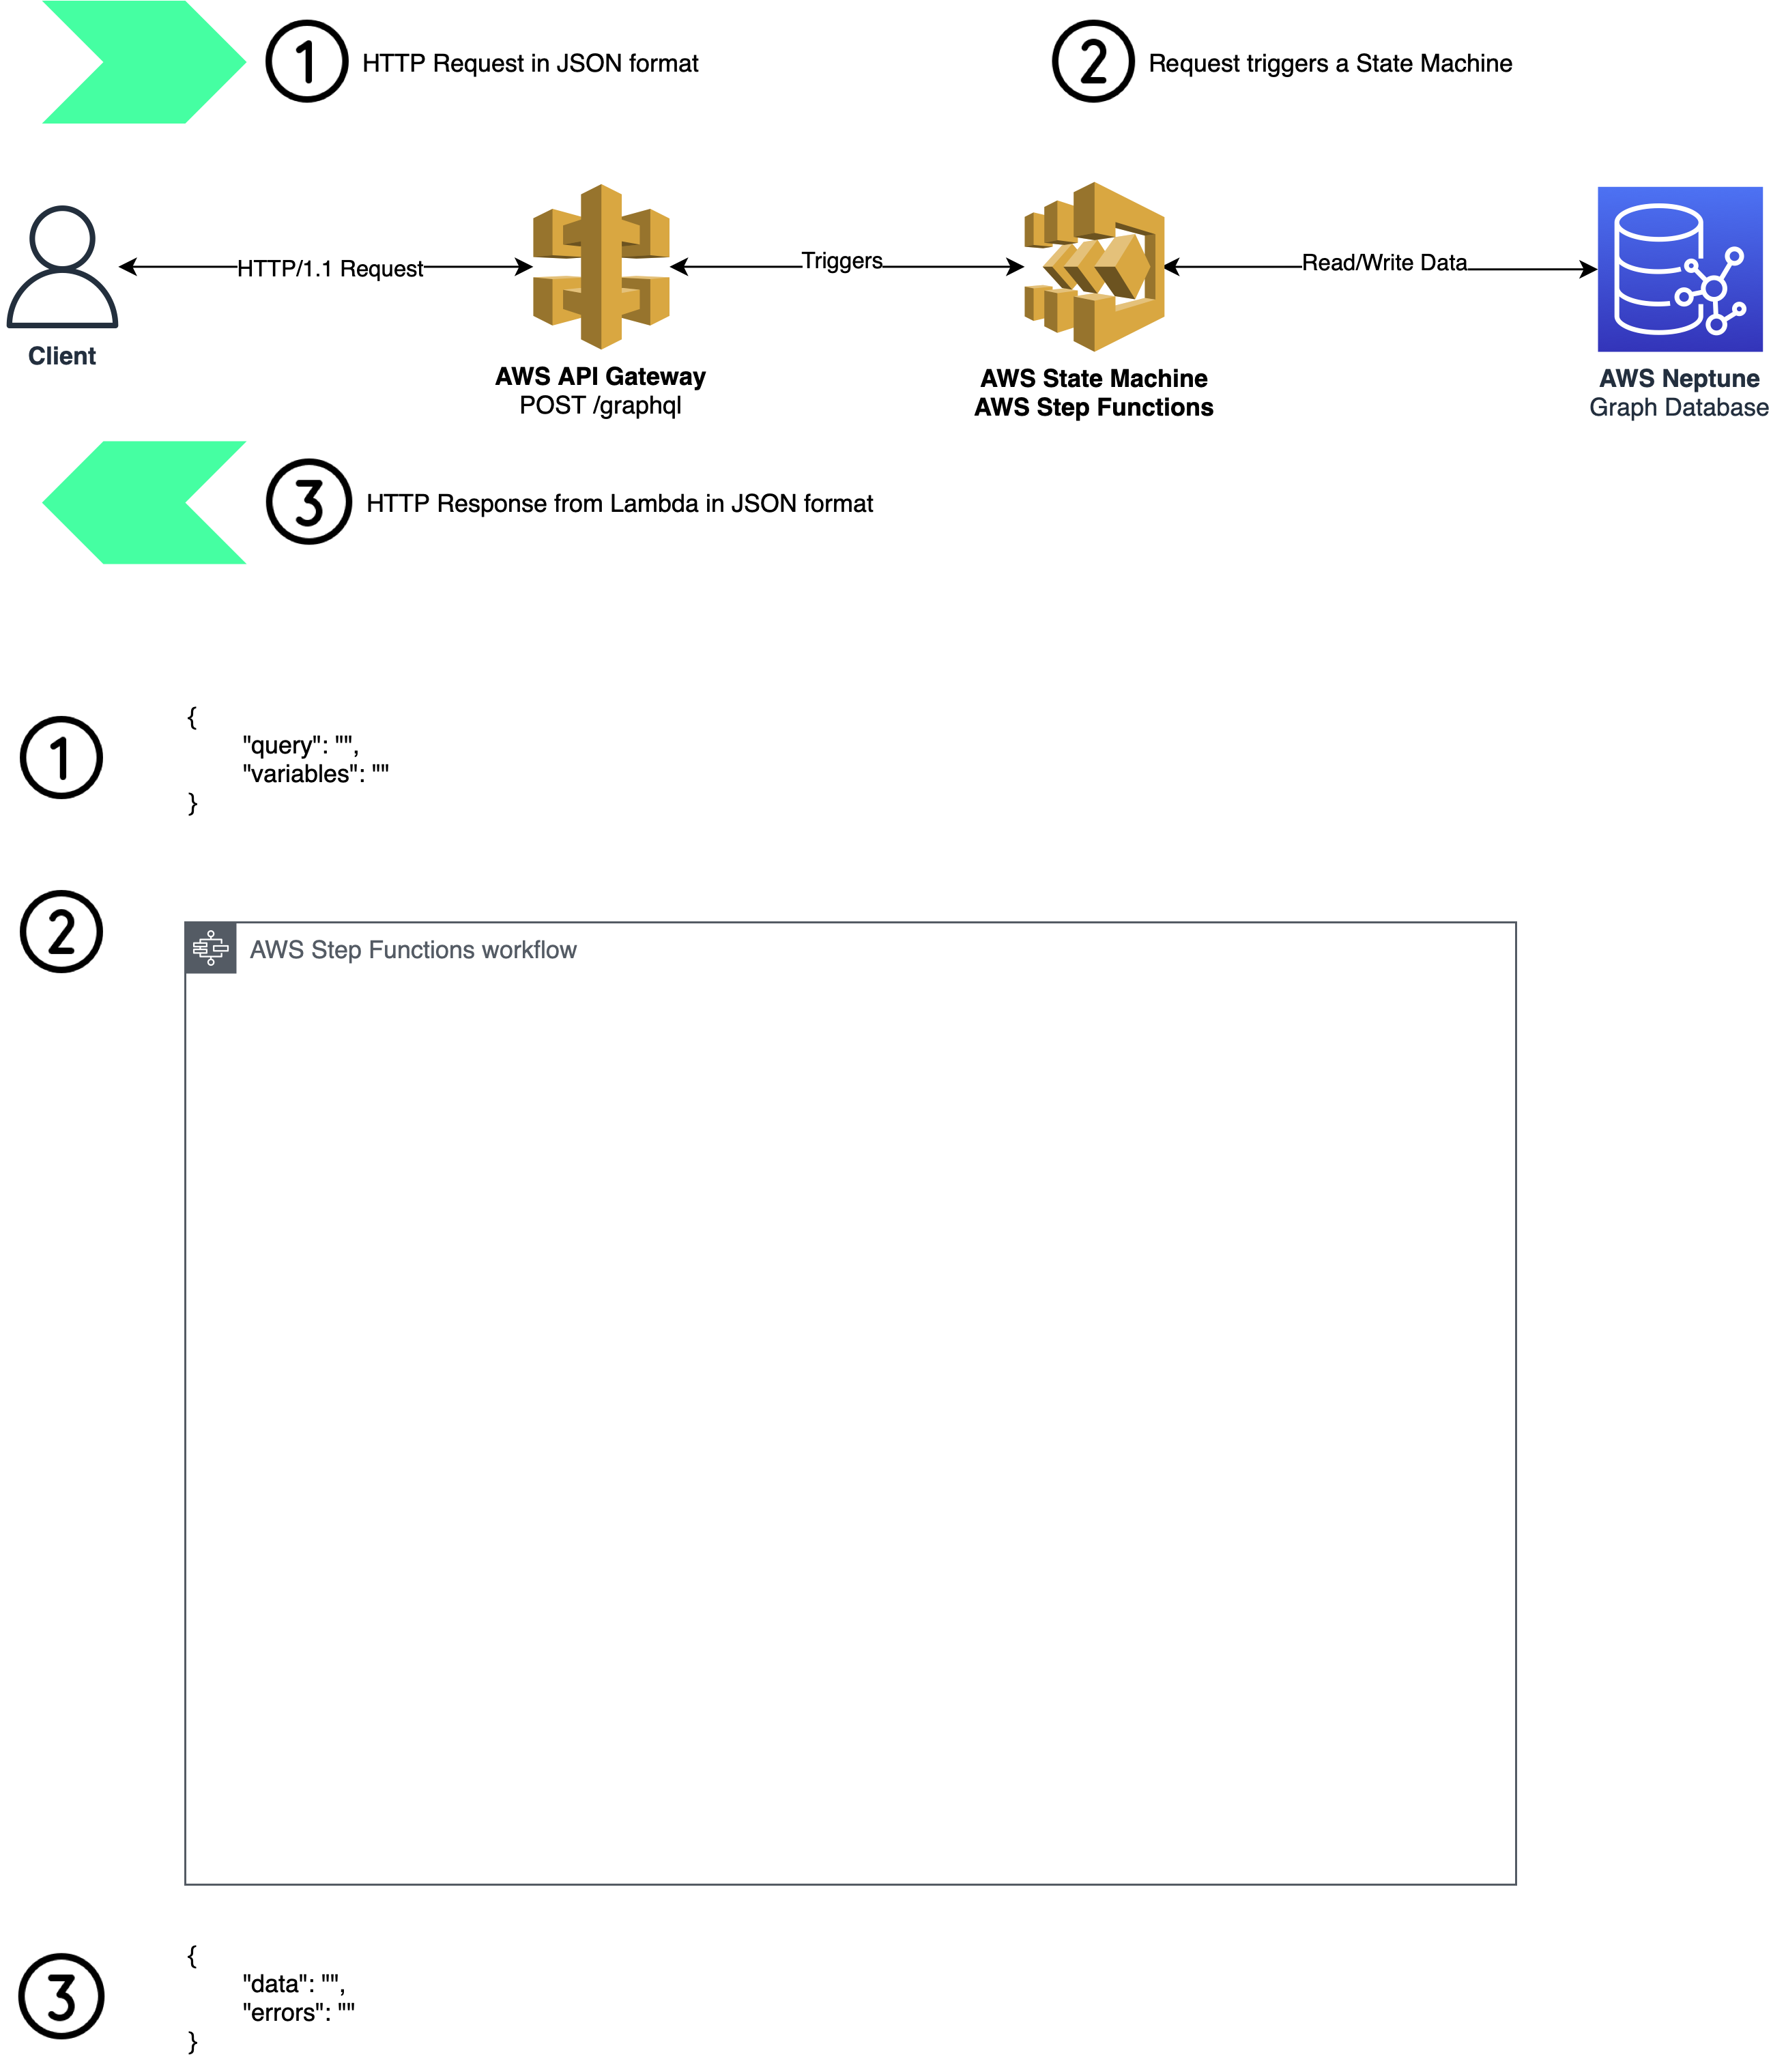 1 HTTP Request in JSON format
2 Request triggers a State Machine
HTTP/1.1 Request
Triggers
Read/Write Data
Client
AWS API Gateway
POST /graphql
AWS State Machine
AWS Step Functions
AWS Neptune
Graph Database
3 HTTP Response from Lambda in JSON format
1
{
"query": "",
"variables": ""
}
2
AWS Step Functions workflow
3
{
"data": "",
"errors": ""
}